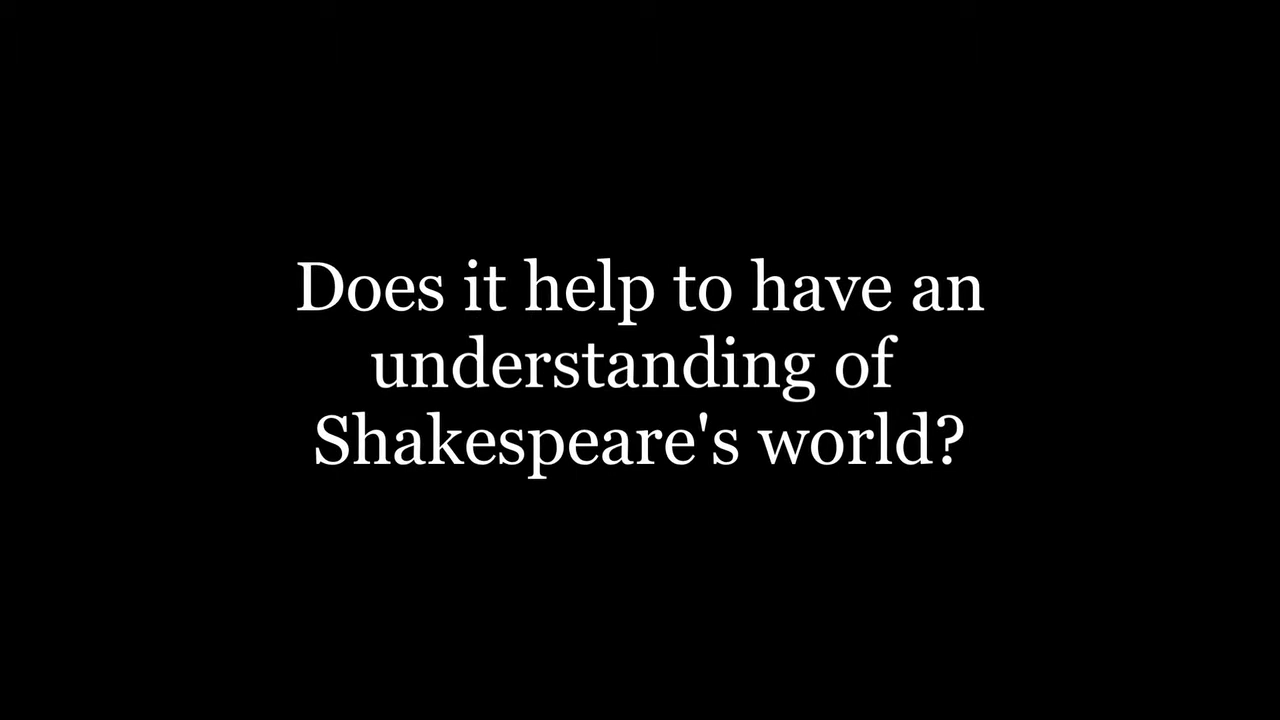 Does it help to have an
understanding of
Shakespeare's world?